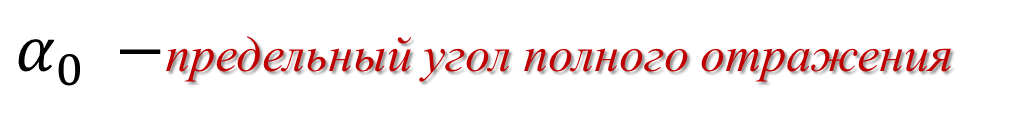 α₀ –предельный угол полного отражения